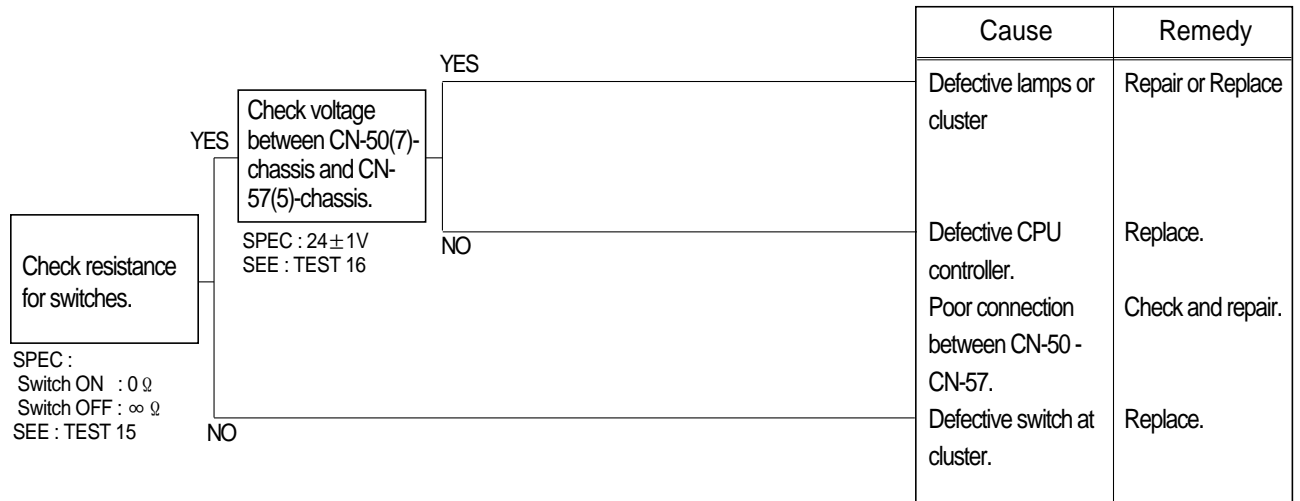 Cause
Remedy
YES
Defective lamps or
cluster
Repair or Replace
Check voltage
between CN-50(7)-
chassis and CN-
57(5)-chassis.
YES
SPEC : 24±1V
SEE : TEST 16
NO
Defective CPU
controller.
Replace.
Check resistance
for switches.
Poor connection
between CN-50 -
CN-57.
Check and repair.
SPEC :
Switch ON : 0 Ω
Switch OFF : ∞ Ω
SEE : TEST 15
NO
Defective switch at
cluster.
Replace.